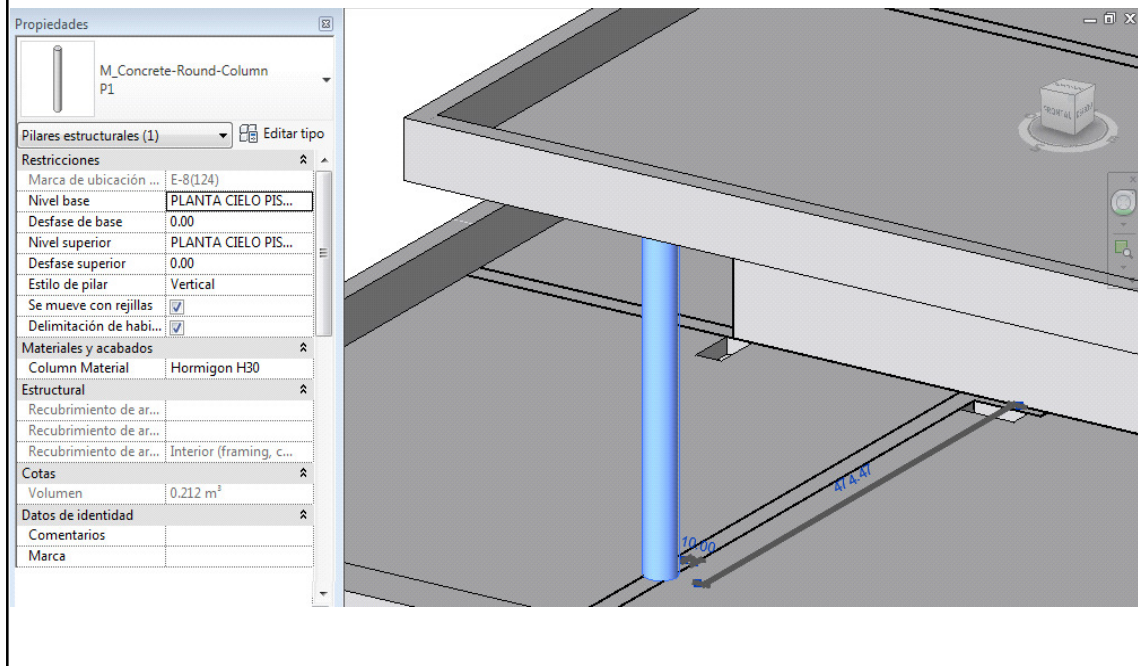 Propiedades
M_Concrete-Round-Column
P1
Pilares estructurales (1)
Editar tipo
Restricciones
Marca de ubicación ... E-8(124)
Nivel base PLANTA CIELO PIS...
Desfase de base 0.00
Nivel superior PLANTA CIELO PIS...
Desfase superior 0.00
Estilo de pilar Vertical
Se mueve con rejillas
Delimitación de habi...
Materiales y acabados
Column Material Hormigon H30
Estructural
Recubrimiento de ar...
Recubrimiento de ar...
Recubrimiento de ar... Interior (framing, c...
Cotas
Volumen 0.212 m³
Datos de identidad
Comentarios
Marca
FRONTAL
474.47
10.00